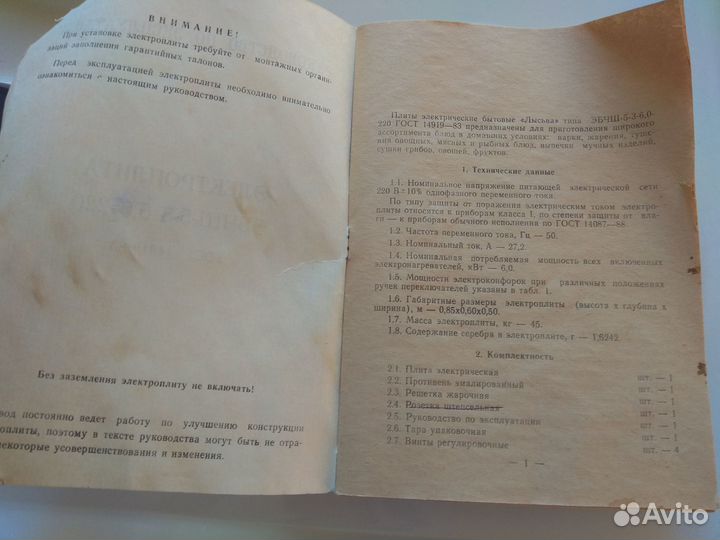 ВНИМАНИЕ!
При установке электроплиты требуйте от монтажных органи-
заций заполнения гарантийных талонов.
Перед эксплуатацией электроплиты необходимо внимательно
ознакомиться с настоящим руководством.
Без заземления электроплиту не включать!
вод постоянно ведет работу по улучшению конструкции
оплиты, поэтому в тексте руководства могут быть не отра-
некоторые усовершенствования и изменения.
Плиты электрические бытовые «Лысьва» типа ЭБЧШ-5-3-6,0-
220 ГОСТ 14919—83 предназначены для приготовления широкого
ассортимента блюд в домашних условиях: варки, жарения, туше-
ния овощных, мясных и рыбных блюд, выпечки мучных изделий,
сушки грибов, овощей, фруктов.
1. Технические данные
1.1. Номинальное напряжение питающей электрической сети
220 В ± 10% однофазного переменного тока.
По типу защиты от поражения электрическим током электро-
плиты относятся к приборам класса I, по степени защиты от вла-
ги — к приборам обычного исполнения по ГОСТ 14087—88
1.2. Частота переменного тока, Гц — 50.
1.3. Номинальный ток, А — 27,2.
1.4. Номинальная потребляемая мощность всех включенных
электронагревателей, кВт — 6,0.
1.5. Мощности электроконфорок при различных положениях
ручек переключателей указаны в табл. 1.
1.6. Габаритные размеры электроплиты (высота х глубина х
ширина), м — 0,85х0,60х0,50.
1.7. Масса электроплиты, кг — 45.
1.8. Содержание серебра в электроплите, г — 1,6242.
2. Комплектность
2.1. Плита электрическая шт. — 1
2.2. Противень эмалированный шт. — 1
2.3. Решетка жарочная шт. — 1
2.4. Розетка штепсельная шт. — 1
2.5. Руководство по эксплуатации шт. — 1
2.6. Тара упаковочная шт. — 1
2.7. Винты регулировочные шт. — 4
— 1 —
Avito